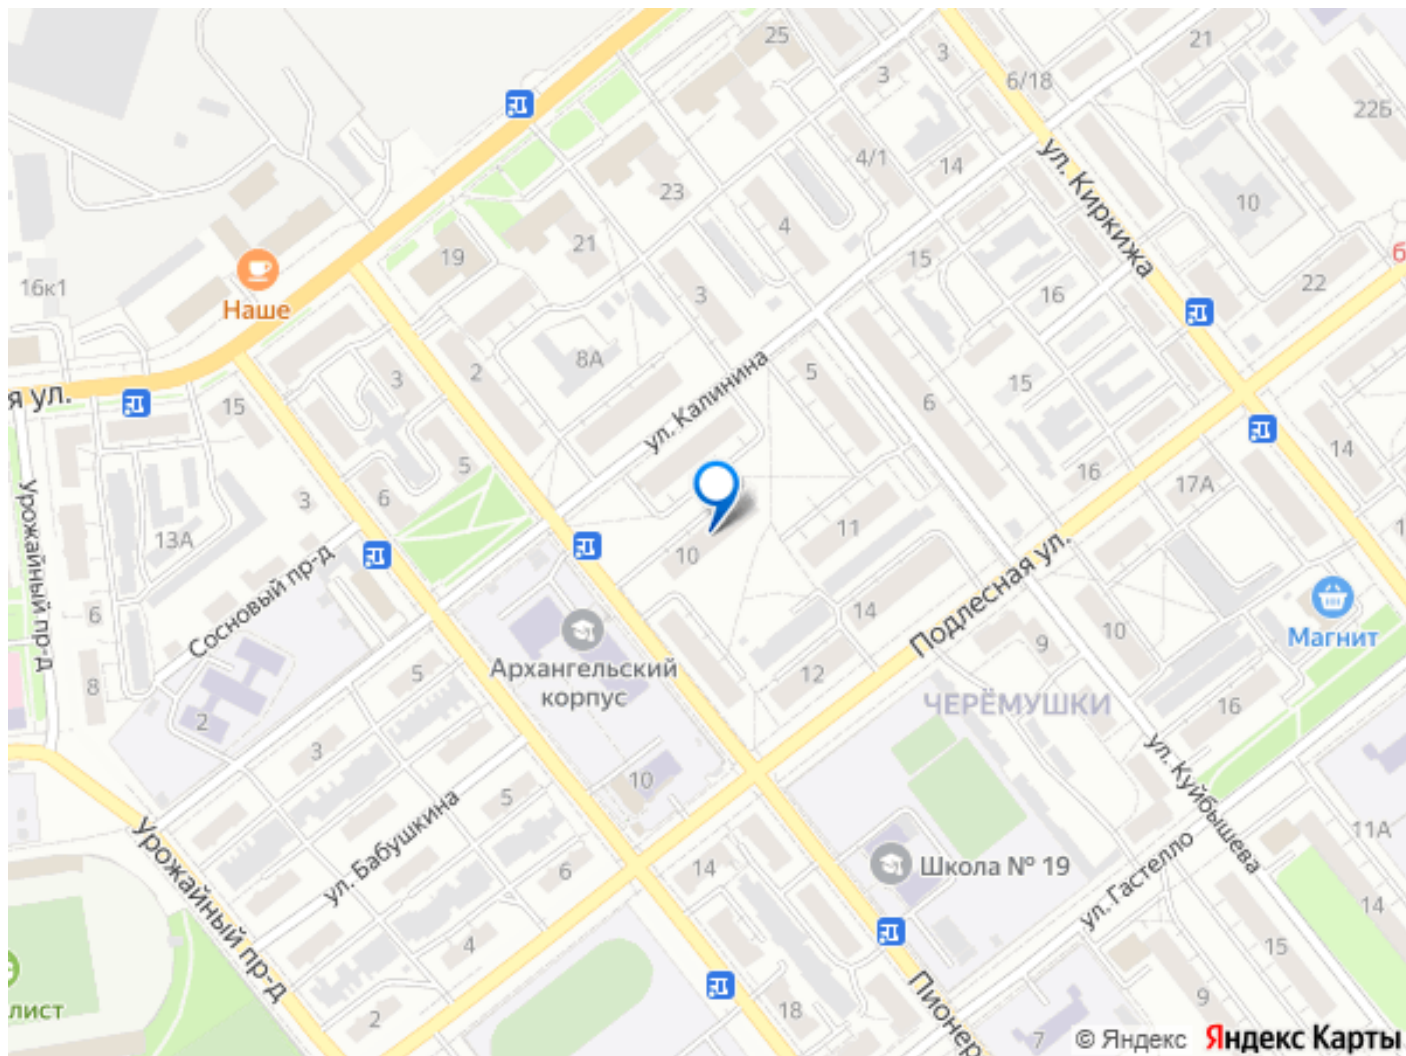 25
3
21
3
6/18
22Б
4/1
14
ул. Киркижа
23
10
4
21
19
15
б
16к1
Наше
3
16
22
8А
2
3
5
15
ул. Калинина
я ул.
15
6
14
5
16
17А
Урожайный пр-д
3
6
13А
11
1
10
Сосновый пр-д
Подлесная ул.
6
14
10
9
Магнит
Архангельский
корпус
5
12
8
ЧЕРЁМУШКИ
2
16
3
ул. Куйбышева
10
5
ул. Бабушкина
11А
Урожайный пр-д
14
6
Школа № 19
ул. Гастелло
14
4
15
лист
9
2
18
Пионер
7
© Яндекс Яндекс Карты